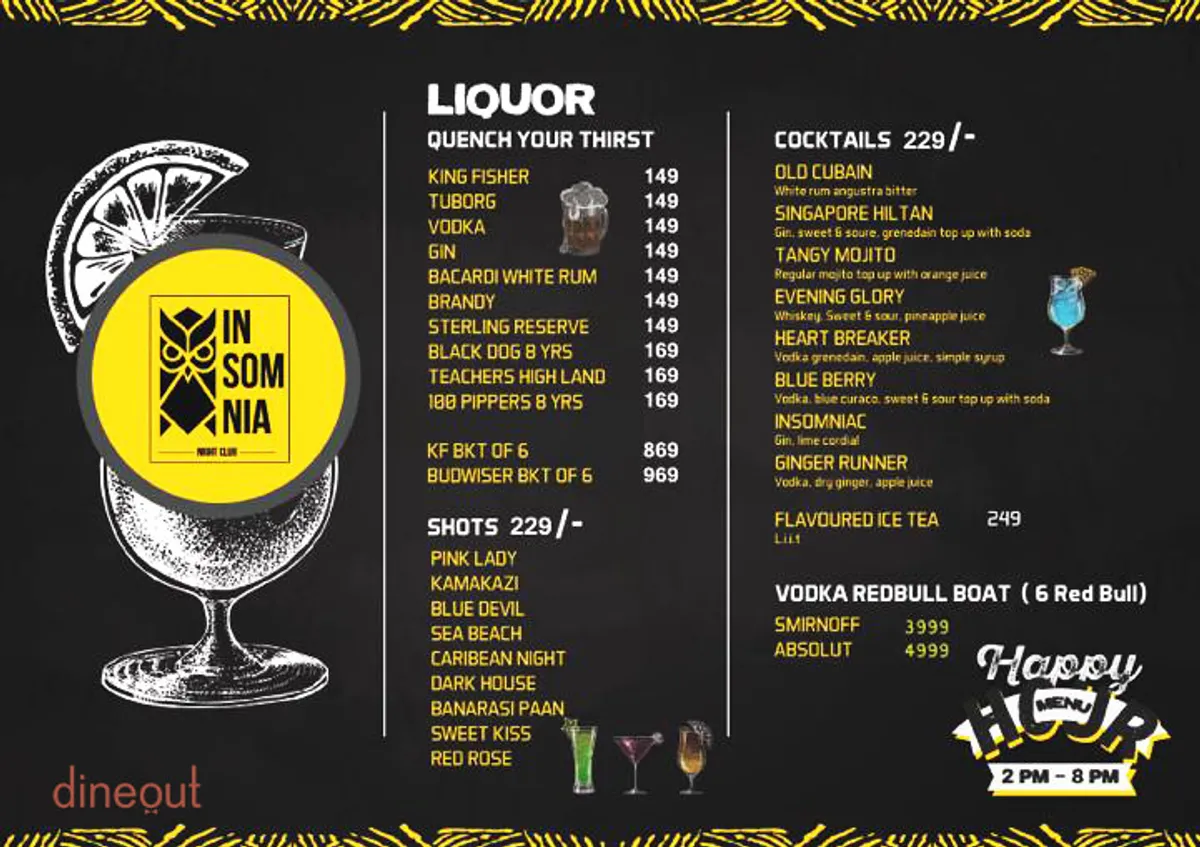 IN
SOM
NIA
NIGHT CLUB
dineout
LIQUOR
QUENCH YOUR THIRST
KING FISHER 149
TUBORG 149
VODKA 149
GIN 149
BACARDI WHITE RUM 149
BRANDY 149
STERLING RESERVE 149
BLACK DOG 8 YRS 169
TEACHERS HIGH LAND 169
100 PIPPERS 8 YRS 169
KF BKT OF 6 869
BUDWISER BKT OF 6 969
SHOTS 229/-
PINK LADY
KAMAKAZI
BLUE DEVIL
SEA BEACH
CARIBEAN NIGHT
DARK HOUSE
BANARASI PAAN
SWEET KISS
RED ROSE
COCKTAILS 229/-
OLD CUBAIN
White rum angustra bitter
SINGAPORE HILTAN
Gin, sweet & soure, grenedain top up with soda
TANGY MOJITO
Regular mojito top up with orange juice
EVENING GLORY
Whiskey, Sweet & sour, pineapple juice
HEART BREAKER
Vodka grenedain, apple juice, simple syrup
BLUE BERRY
Vodka, blue curaco, sweet & sour top up with soda
INSOMNIAC
Gin, lime cordial
GINGER RUNNER
Vodka, dry ginger, apple juice
FLAVOURED ICE TEA 249
L.i.i.t
VODKA REDBULL BOAT ( 6 Red Bull)
SMIRNOFF 3999
ABSOLUT 4999
Happy
HOUR
MENU
2 PM - 8 PM